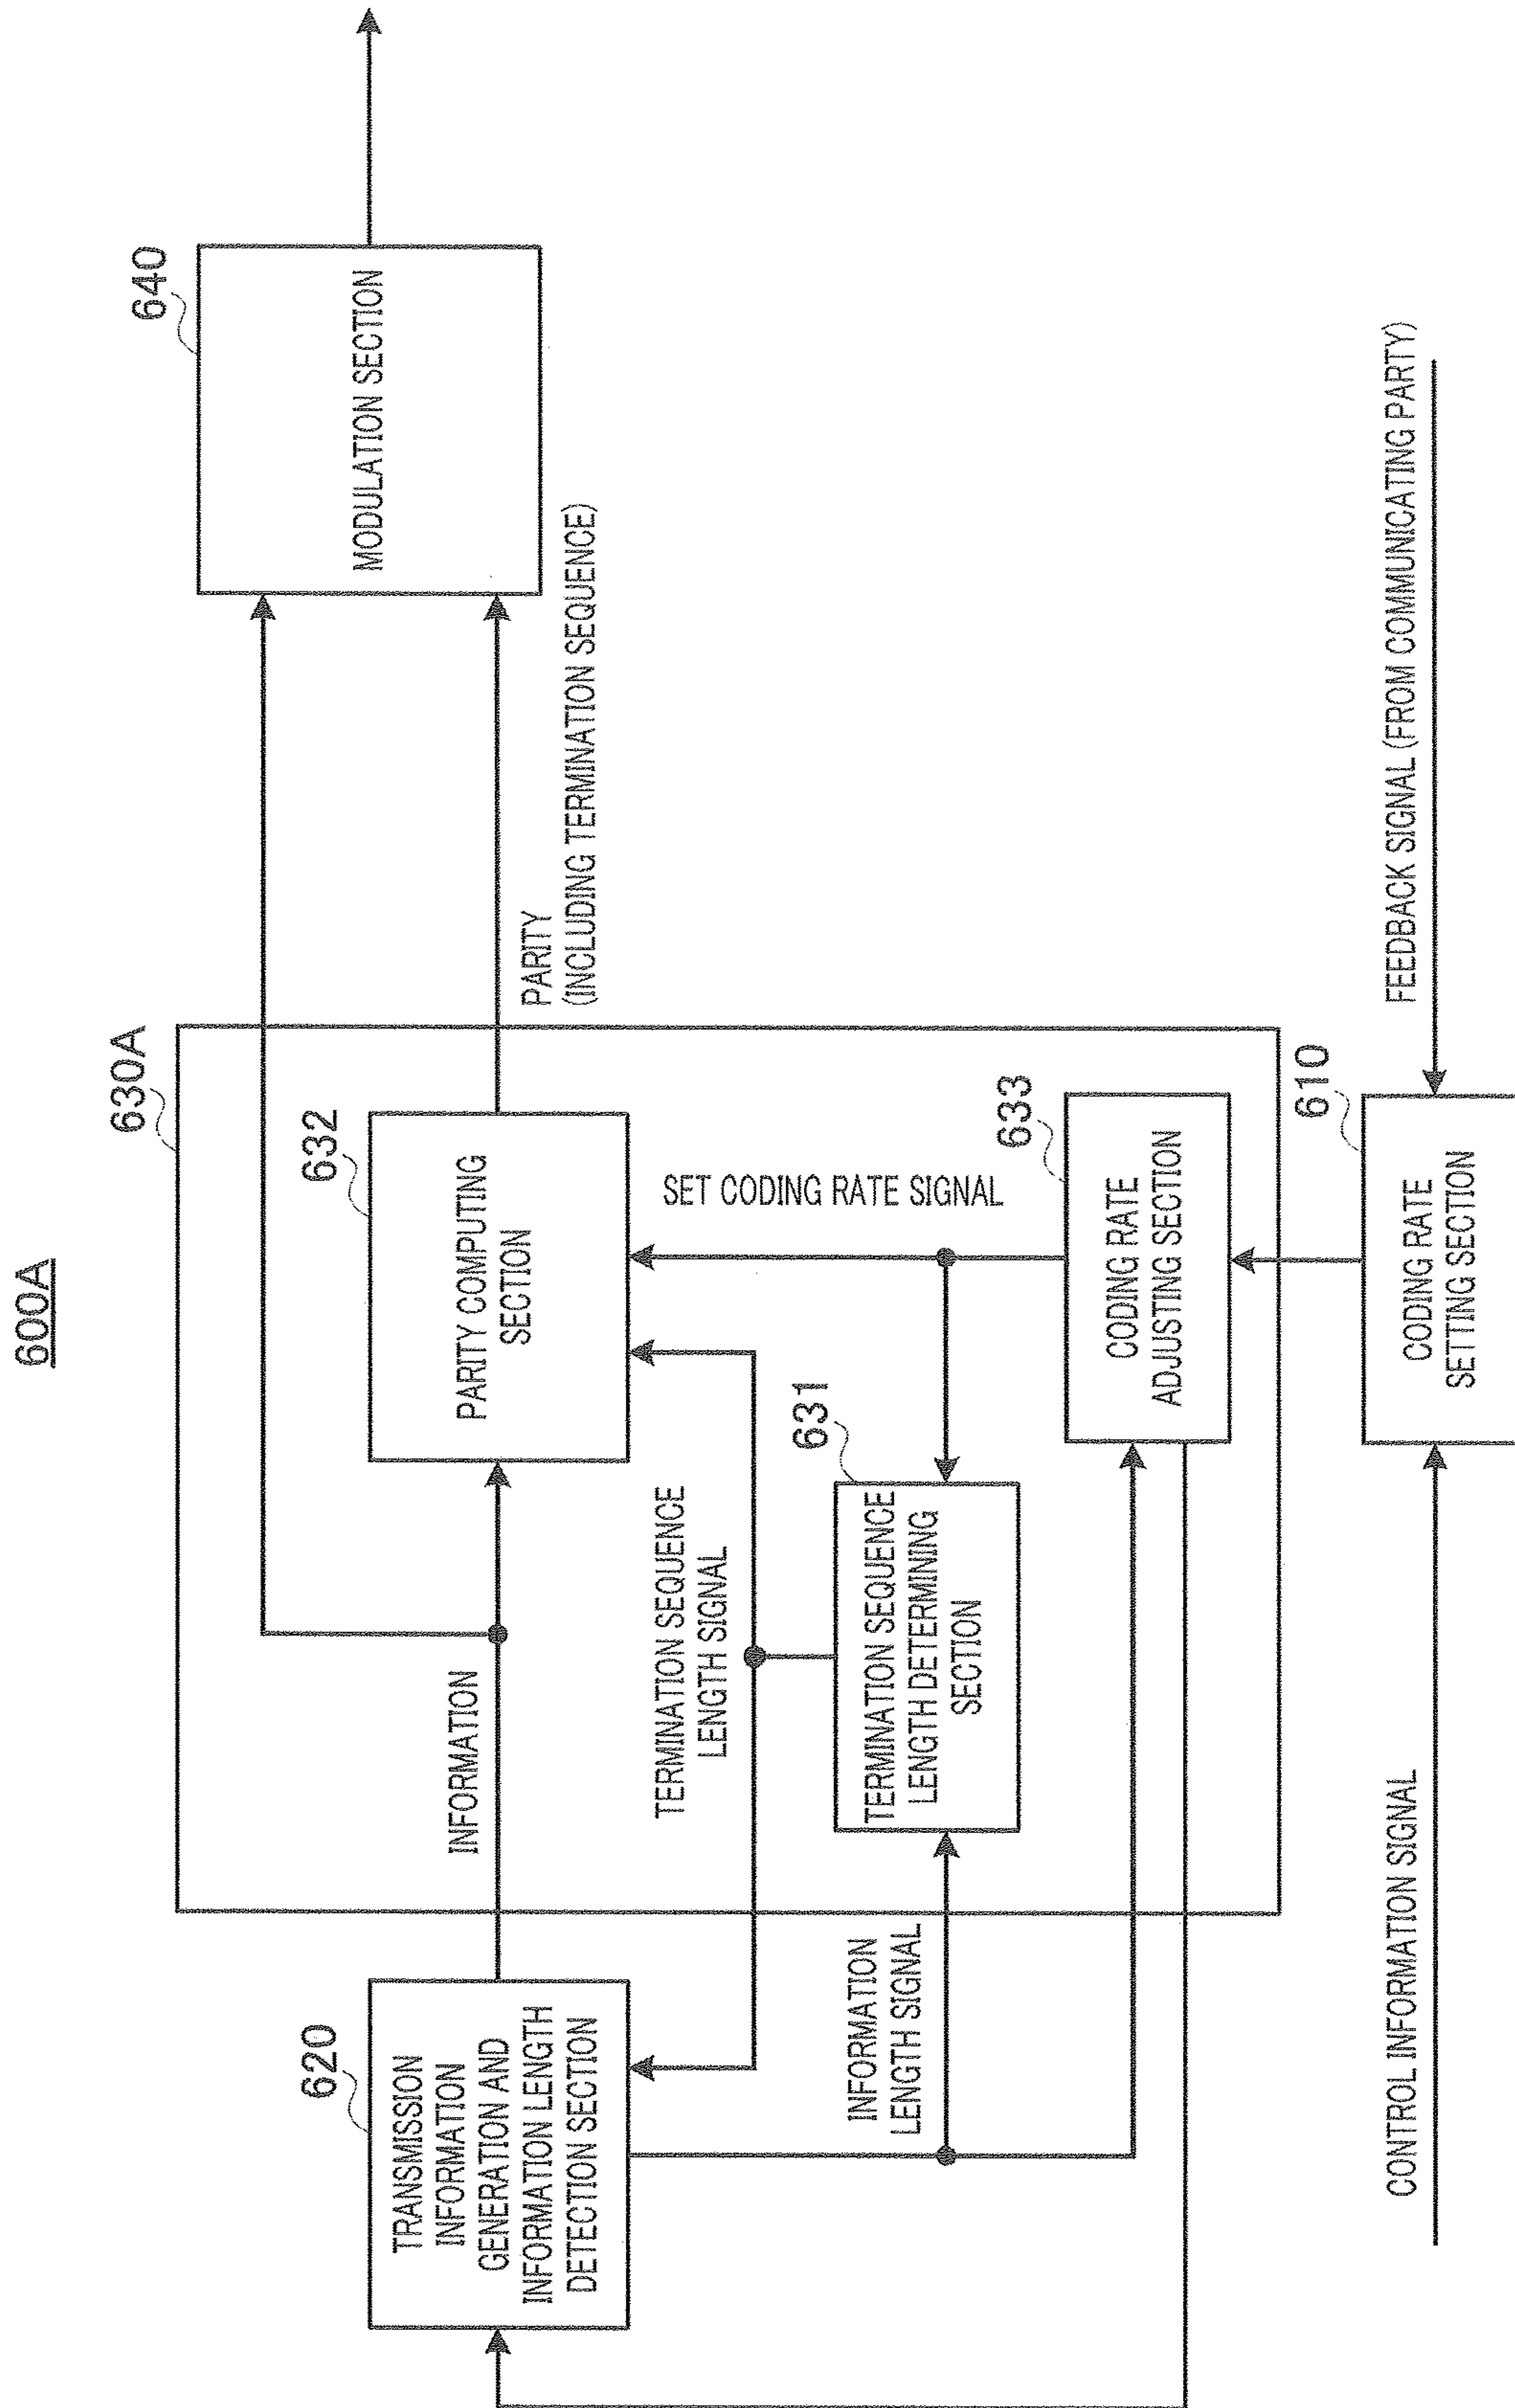 600A
620
TRANSMISSION
INFORMATION
GENERATION AND
INFORMATION LENGTH
DETECTION SECTION
INFORMATION
630A
632
PARITY COMPUTING
SECTION
640
MODULATION SECTION
PARITY
(INCLUDING TERMINATION SEQUENCE)
TERMINATION SEQUENCE
LENGTH SIGNAL
SET CODING RATE SIGNAL
INFORMATION
LENGTH SIGNAL
631
TERMINATION SEQUENCE
LENGTH DETERMINING
SECTION
633
CODING RATE
ADJUSTING SECTION
610
CODING RATE
SETTING SECTION
CONTROL INFORMATION SIGNAL
FEEDBACK SIGNAL (FROM COMMUNICATING PARTY)